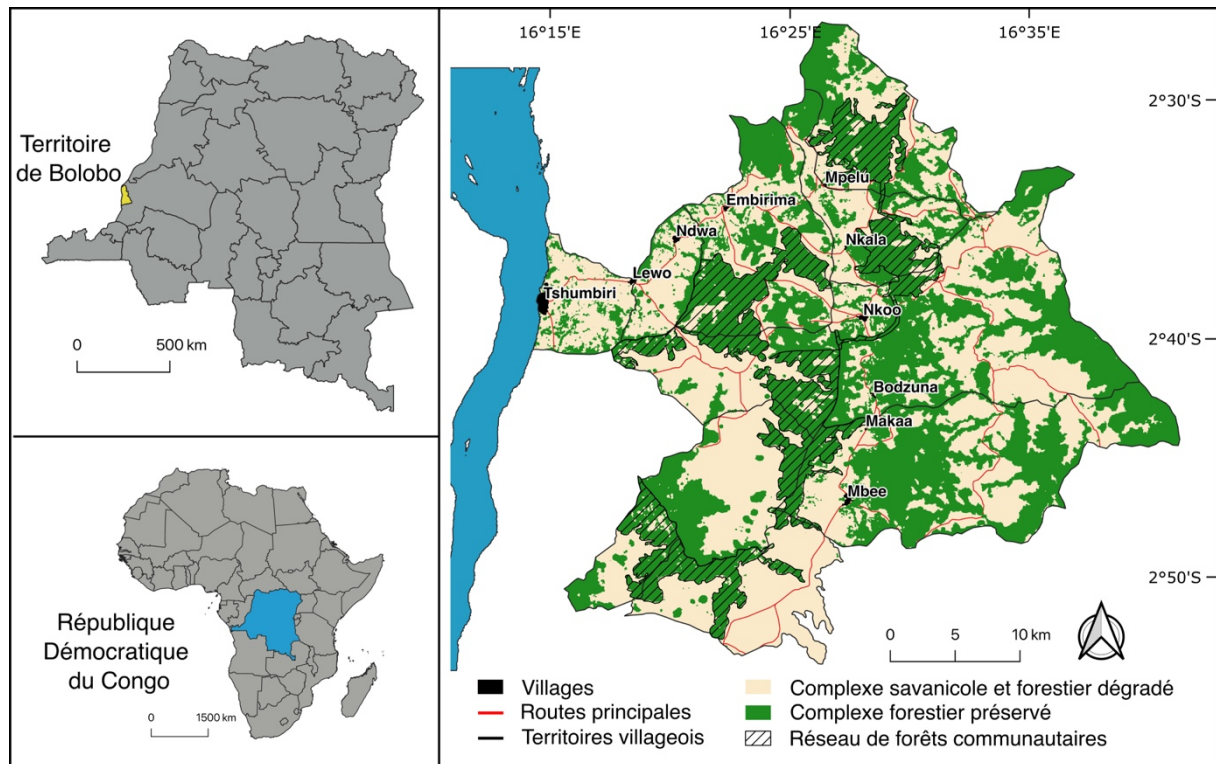 Territoire
de Bolobo
0 500 km
République
Démocratique
du Congo
0 1500 km
16°15'E 16°25'E 16°35'E
2°30'S
2°40'S
2°50'S
Mpelu
Embirima
Ndwa
Nkala
Lewo
Tshumbiri
Nkoo
Bodzuna
Makaa
Mbee
0 5 10 km
Villages
Routes principales
Territoires villageois
Complexe savanicole et forestier dégradé
Complexe forestier préservé
Réseau de forêts communautaires